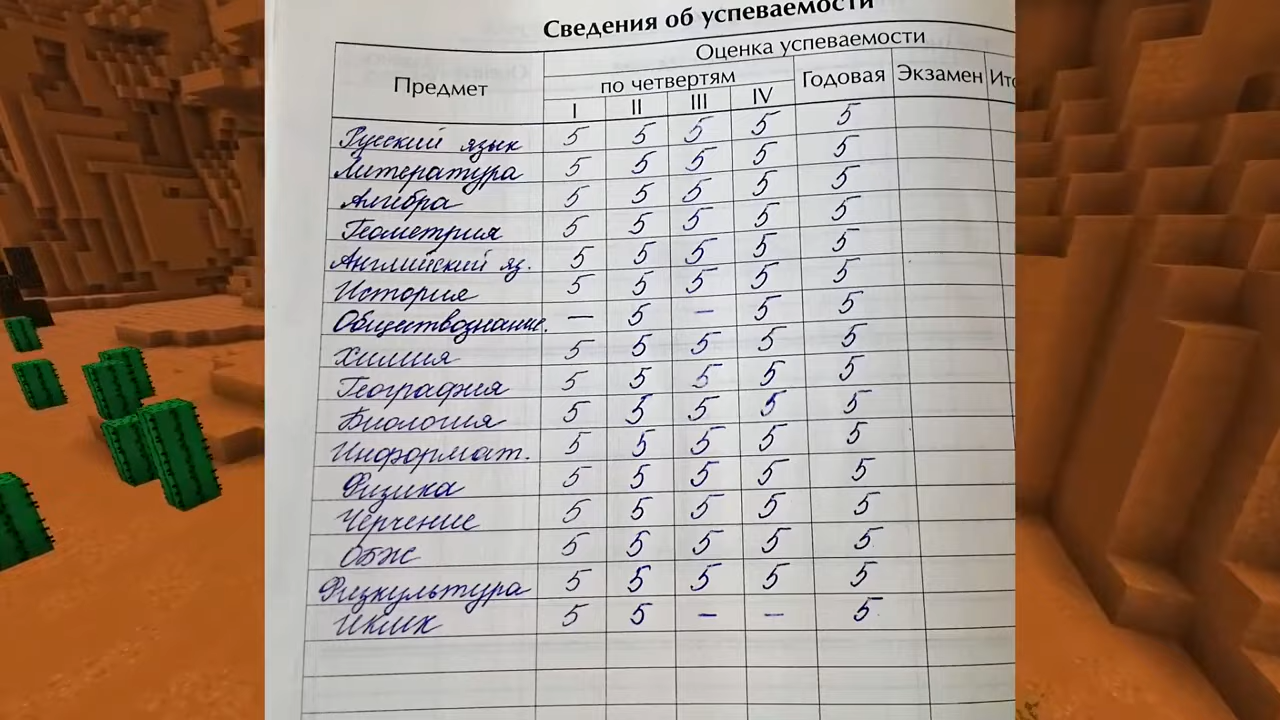 Сведения об успеваемости
Предмет Оценка успеваемости
по четвертям Годовая Экзамен Ито
I II III IV
Русский язык 5 5 5 5 5
Литература 5 5 5 5 5
Алгебра 5 5 5 5 5
Геометрия 5 5 5 5 5
Английский яз. 5 5 5 5 5
История 5 5 5 5 5
Обществознание. — 5 — 5 5
Химия 5 5 5 5 5
География 5 5 5 5 5
Биология 5 5 5 5 5
Информат. 5 5 5 5 5
Физика 5 5 5 5 5
Черчение 5 5 5 5 5
ОБЖ 5 5 5 5 5
Физкультура 5 5 5 5 5
ИКМК 5 5 – – 5